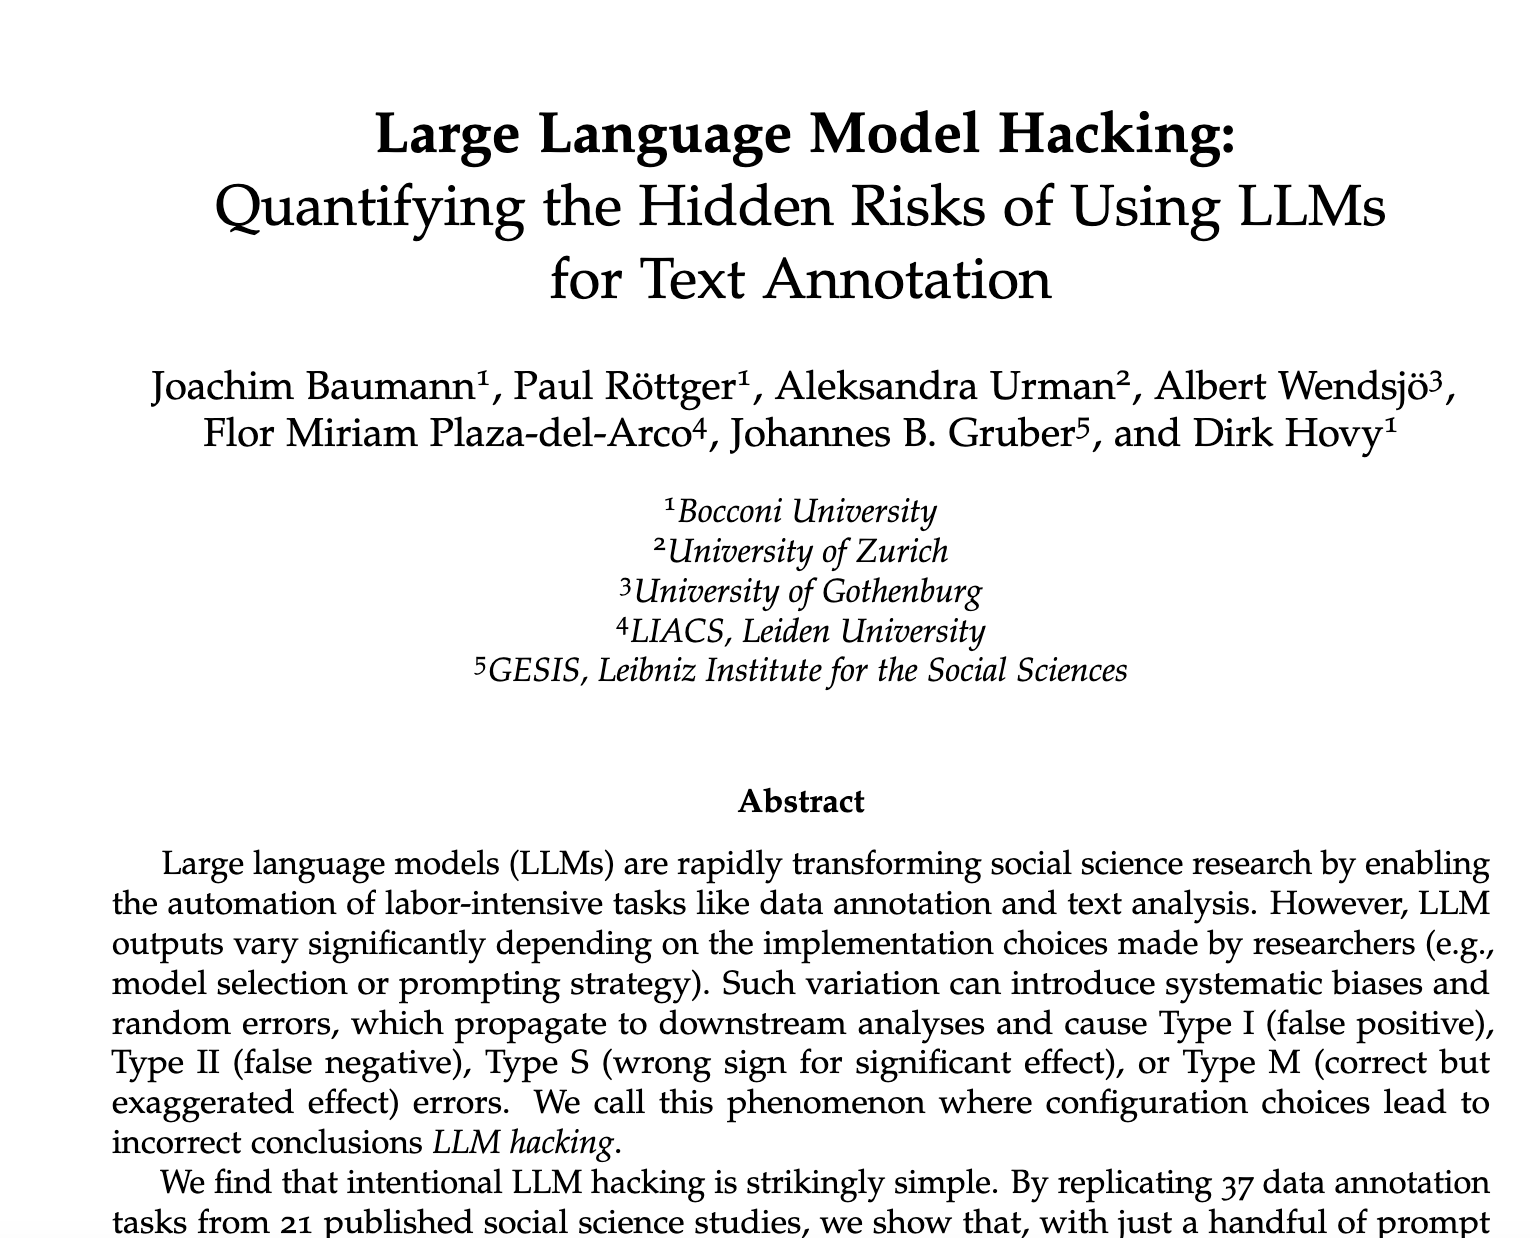 Large Language Model Hacking:
Quantifying the Hidden Risks of Using LLMs
for Text Annotation
Joachim Baumann¹, Paul Röttger¹, Aleksandra Urman², Albert Wendsjö³,
Flor Miriam Plaza-del-Arco⁴, Johannes B. Gruber⁵, and Dirk Hovy¹
¹Bocconi University
²University of Zurich
³University of Gothenburg
⁴LIACS, Leiden University
⁵GESIS, Leibniz Institute for the Social Sciences
Abstract
Large language models (LLMs) are rapidly transforming social science research by enabling
the automation of labor-intensive tasks like data annotation and text analysis. However, LLM
outputs vary significantly depending on the implementation choices made by researchers (e.g.,
model selection or prompting strategy). Such variation can introduce systematic biases and
random errors, which propagate to downstream analyses and cause Type I (false positive),
Type II (false negative), Type S (wrong sign for significant effect), or Type M (correct but
exaggerated effect) errors. We call this phenomenon where configuration choices lead to
incorrect conclusions LLM hacking.
We find that intentional LLM hacking is strikingly simple. By replicating 37 data annotation
tasks from 21 published social science studies, we show that, with just a handful of prompt